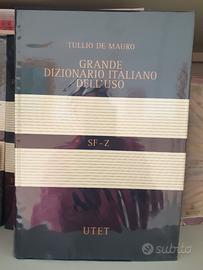 TULLIO DE MAURO
GRANDE
DIZIONARIO ITALIANO
DELL'USO
SF-Z
UTET
subito